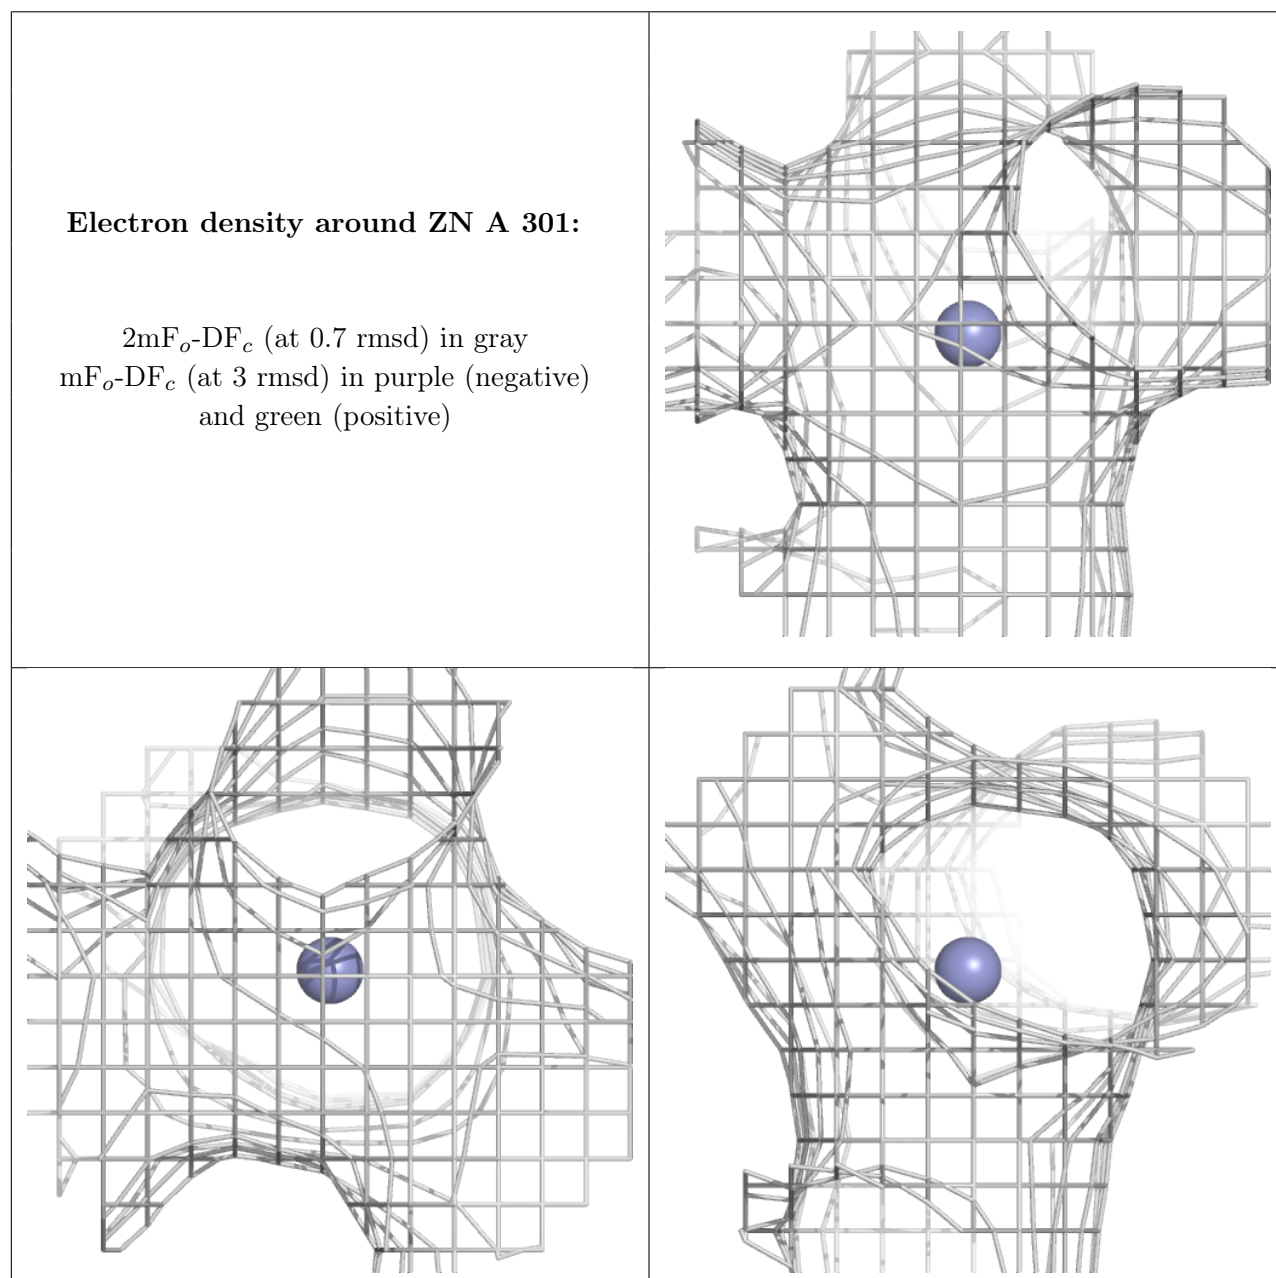 Electron density around ZN A 301:
2mFo-DFc (at 0.7 rmsd) in gray
mFo-DFc (at 3 rmsd) in purple (negative)
and green (positive)